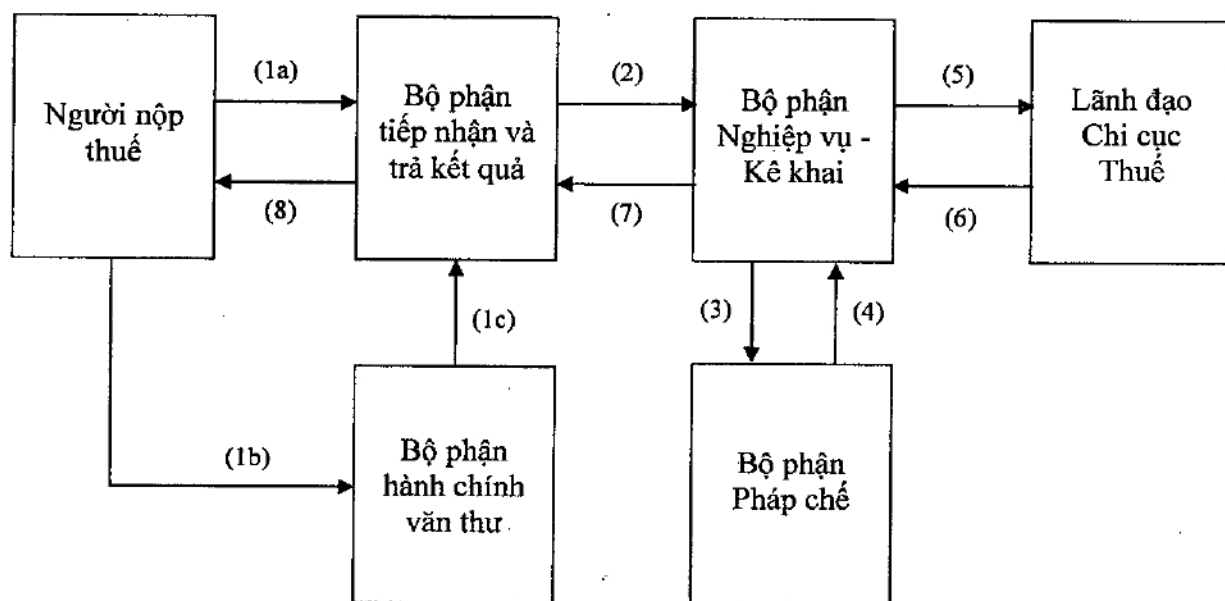 Người nộp
thuế
(1a)
(8)
Bộ phận
tiếp nhận và
trả kết quả
(2)
(7)
Bộ phận
Nghiệp vụ -
Kê khai
(5)
(6)
Lãnh đạo
Chi cục
Thuế
(1c)
(3)
(4)
(1b)
Bộ phận
hành chính
văn thư
Bộ phận
Pháp chế